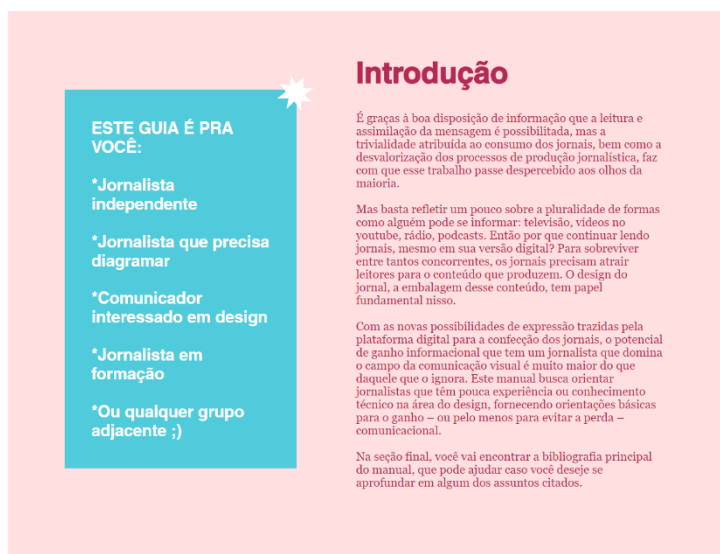 ESTE GUIA É PRA
VOCÊ:
*Jornalista
independente
*Jornalista que precisa
diagramar
*Comunicador
interessado em design
*Jornalista em
formação
*Ou qualquer grupo
adjacente ;)
Introdução
É graças à boa disposição de informação que a leitura e
assimilação da mensagem é possibilitada, mas a
trivialidade atribuída ao consumo dos jornais, bem como a
desvalorização dos processos de produção jornalística, faz
com que esse trabalho passe despercebido aos olhos da
maioria.
Mas basta refletir um pouco sobre a pluralidade de formas
como alguém pode se informar: televisão, vídeos no
youtube, rádio, podcasts. Então por que continuar lendo
jornais, mesmo em sua versão digital? Para sobreviver
entre tantos concorrentes, os jornais precisam atrair
leitores para o conteúdo que produzem. O design do
jornal, a embalagem desse conteúdo, tem papel
fundamental nisso.
Com as novas possibilidades de expressão trazidas pela
plataforma digital para a confecção dos jornais, o potencial
de ganho informacional que tem um jornalista que domina
o campo da comunicação visual é muito maior do que
daquele que o ignora. Este manual busca orientar
jornalistas que têm pouca experiência ou conhecimento
técnico na área do design, fornecendo orientações básicas
para o ganho – ou pelo menos para evitar a perda –
comunicacional.
Na seção final, você vai encontrar a bibliografia principal
do manual, que pode ajudar caso você deseje se
aprofundar em algum dos assuntos citados.